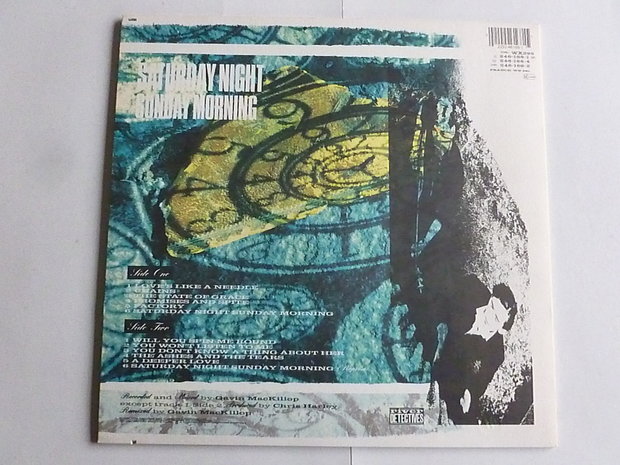 SATURDAY NIGHT
SUNDAY MORNING
Side One
1 LOVE'S LIKE A NEEDLE
2 CHAINS
3 THE STATE OF GRACE
4 PROMISES AND SPITE
5 FACTORY
6 SATURDAY NIGHT SUNDAY MORNING
Side Two
1 WILL YOU SPIN ME ROUND
2 YOU WON'T LISTEN TO ME
3 YOU DON'T KNOW A THING ABOUT HER
4 THE ASHES AND THE TEARS
5 A DEEPER LOVE
6 SATURDAY NIGHT SUNDAY MORNING (Reprise)
Recorded and Mixed by Gavin MacKillop
except track 1 Side 2 Produced by Chris Harley
Remixed by Gavin MacKillop
river
DETECTIVES